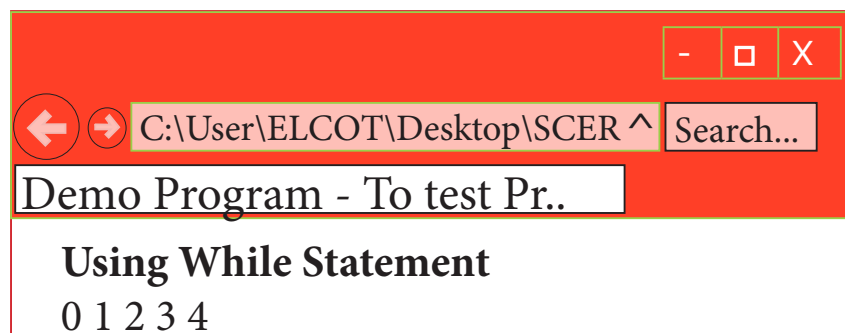 - □ X
C:\User\ELCOT\Desktop\SCER ^ Search...
Demo Program - To test Pr..
Using While Statement
0 1 2 3 4